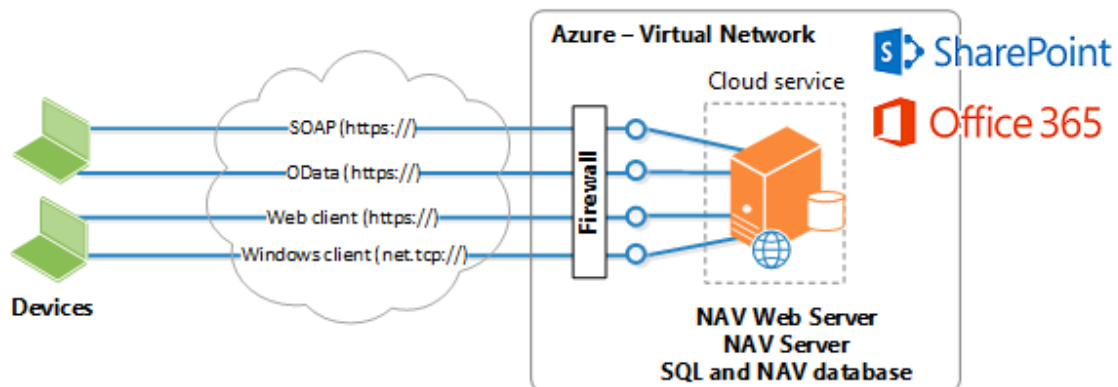 Azure – Virtual Network
S
SharePoint
Cloud service
Office 365
SOAP (https://)
OData (https://)
Web client (https://)
Windows client (net.tcp://)
Firewall
Devices
NAV Web Server
NAV Server
SQL and NAV database